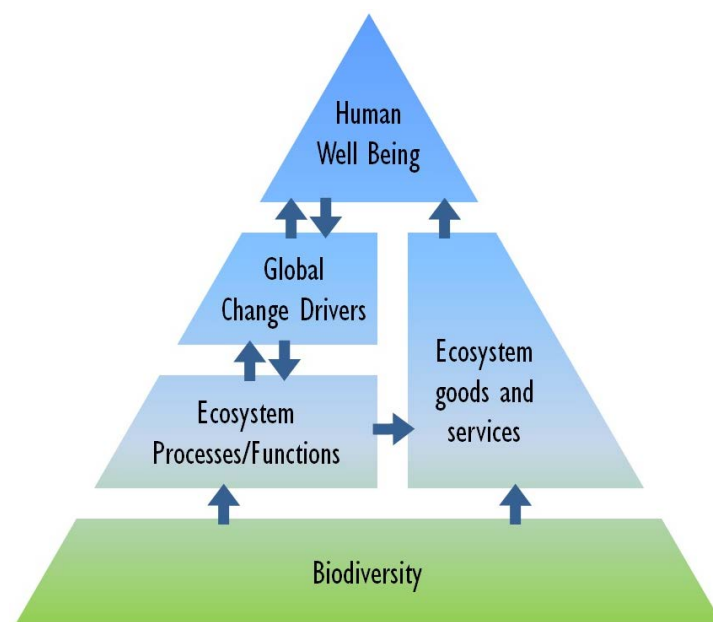 Human
Well Being
Global
Change Drivers
Ecosystem
goods and
services
Ecosystem
Processes/Functions
Biodiversity